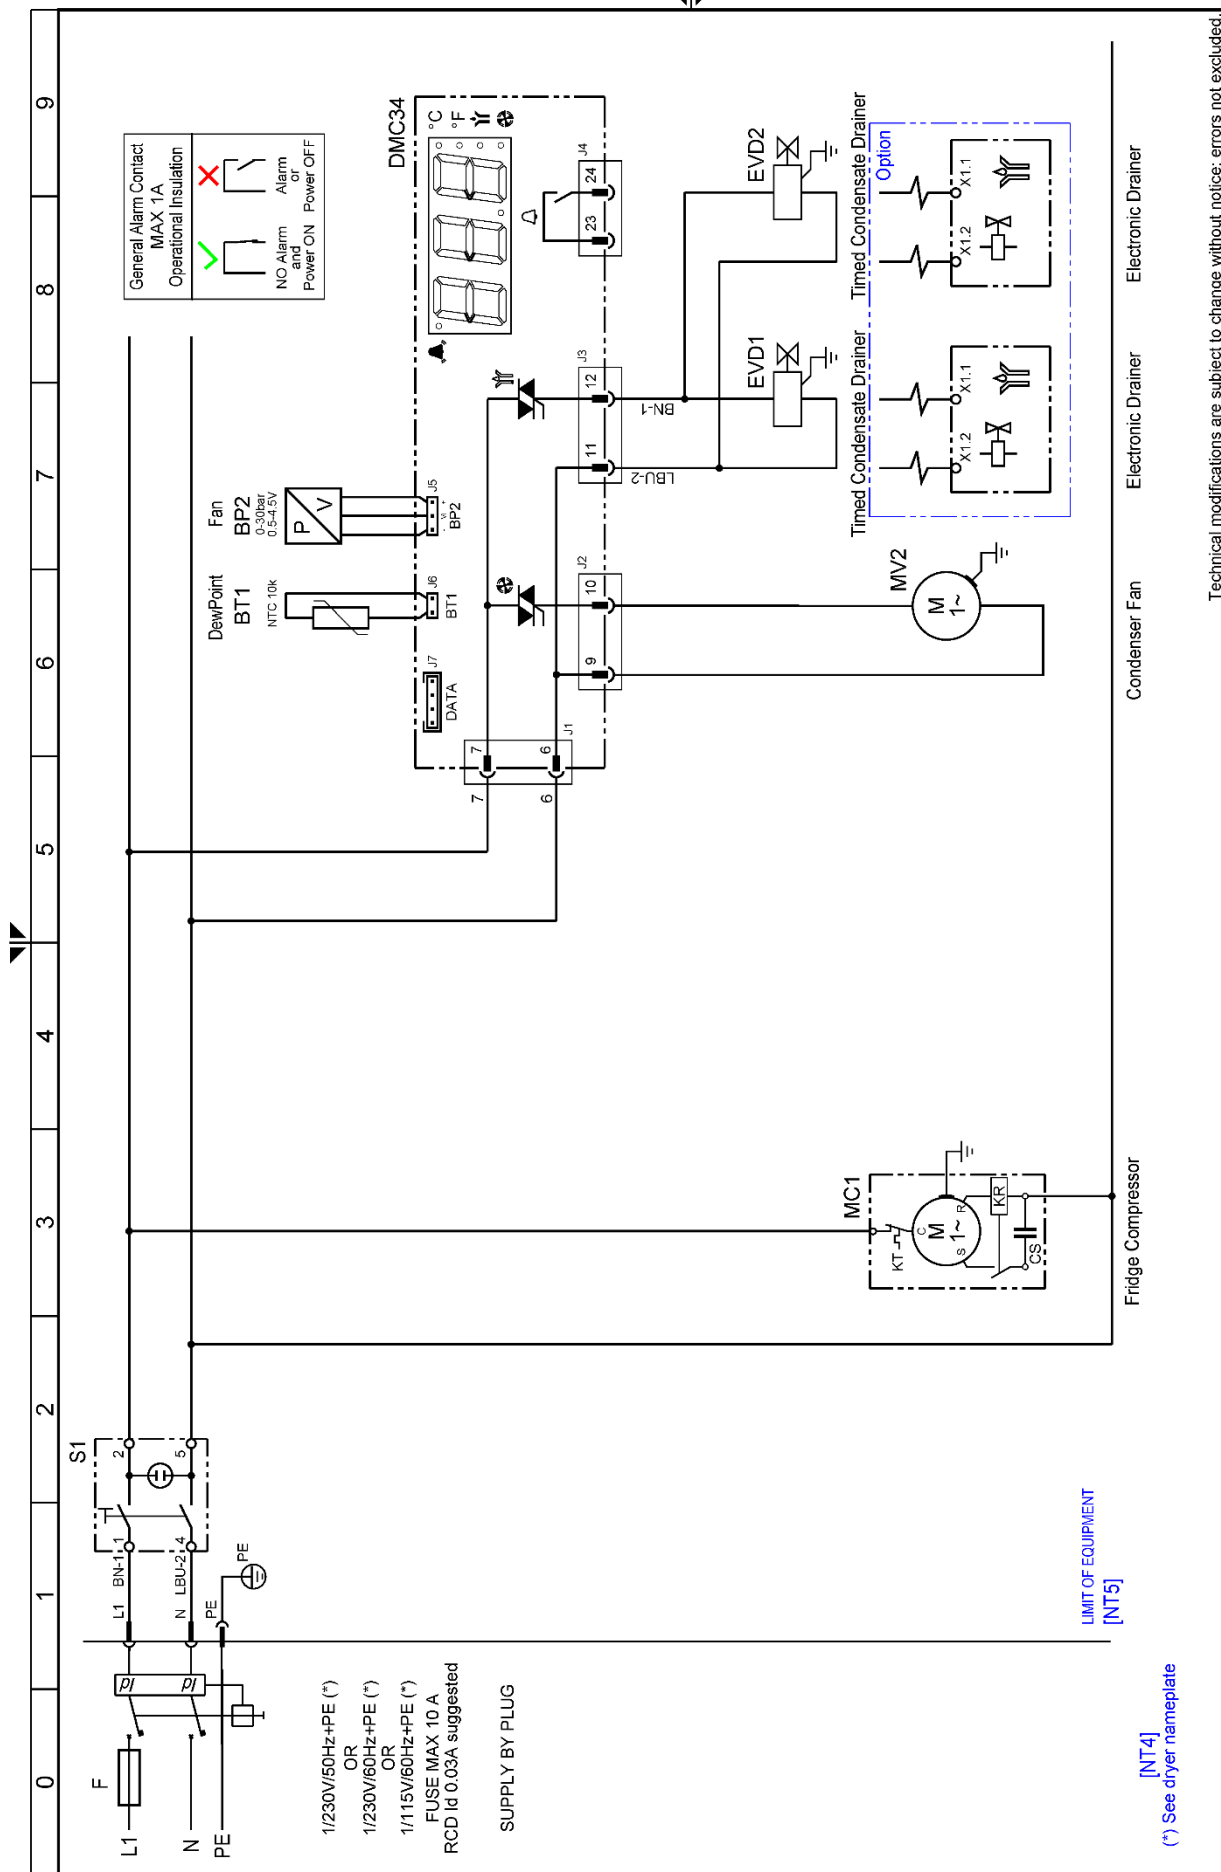 0 1 2 3 4 5 6 7 8 9
L1
N
PE
F
Id
Id
L1
N
PE
BN-1
LBU-2
PE
S1
1
2
4
5
1/230V/50Hz+PE (*)
OR
1/230V/60Hz+PE (*)
OR
1/115V/60Hz+PE (*)
FUSE MAX 10 A
RCD Id 0.03A suggested
SUPPLY BY PLUG
LIMIT OF EQUIPMENT
[NT5]
[NT4]
(*) See dryer nameplate
MC1
KT
C
M
1~
S
R
KR
CS
Fridge Compressor
7
6
7
6
J1
DewPoint
BT1
NTC 10k
Fan
BP2
0-30bar
0.5-4.5V
P
V
J7
DATA
J6
BT1
J5
BP2
DMC34
°C
°F
J2
9
10
J3
11
12
J4
23
24
LBU-2
BN-1
MV2
M
1~
Condenser Fan
EVD1
EVD2
Timed Condensate Drainer
Timed Condensate Drainer
Option
X1.2
X1.1
X1.2
X1.1
Electronic Drainer
Electronic Drainer
General Alarm Contact
MAX 1A
Operational Insulation
NO Alarm
and
Power ON
Alarm
or
Power OFF
Technical modifications are subject to change without notice; errors not excluded.